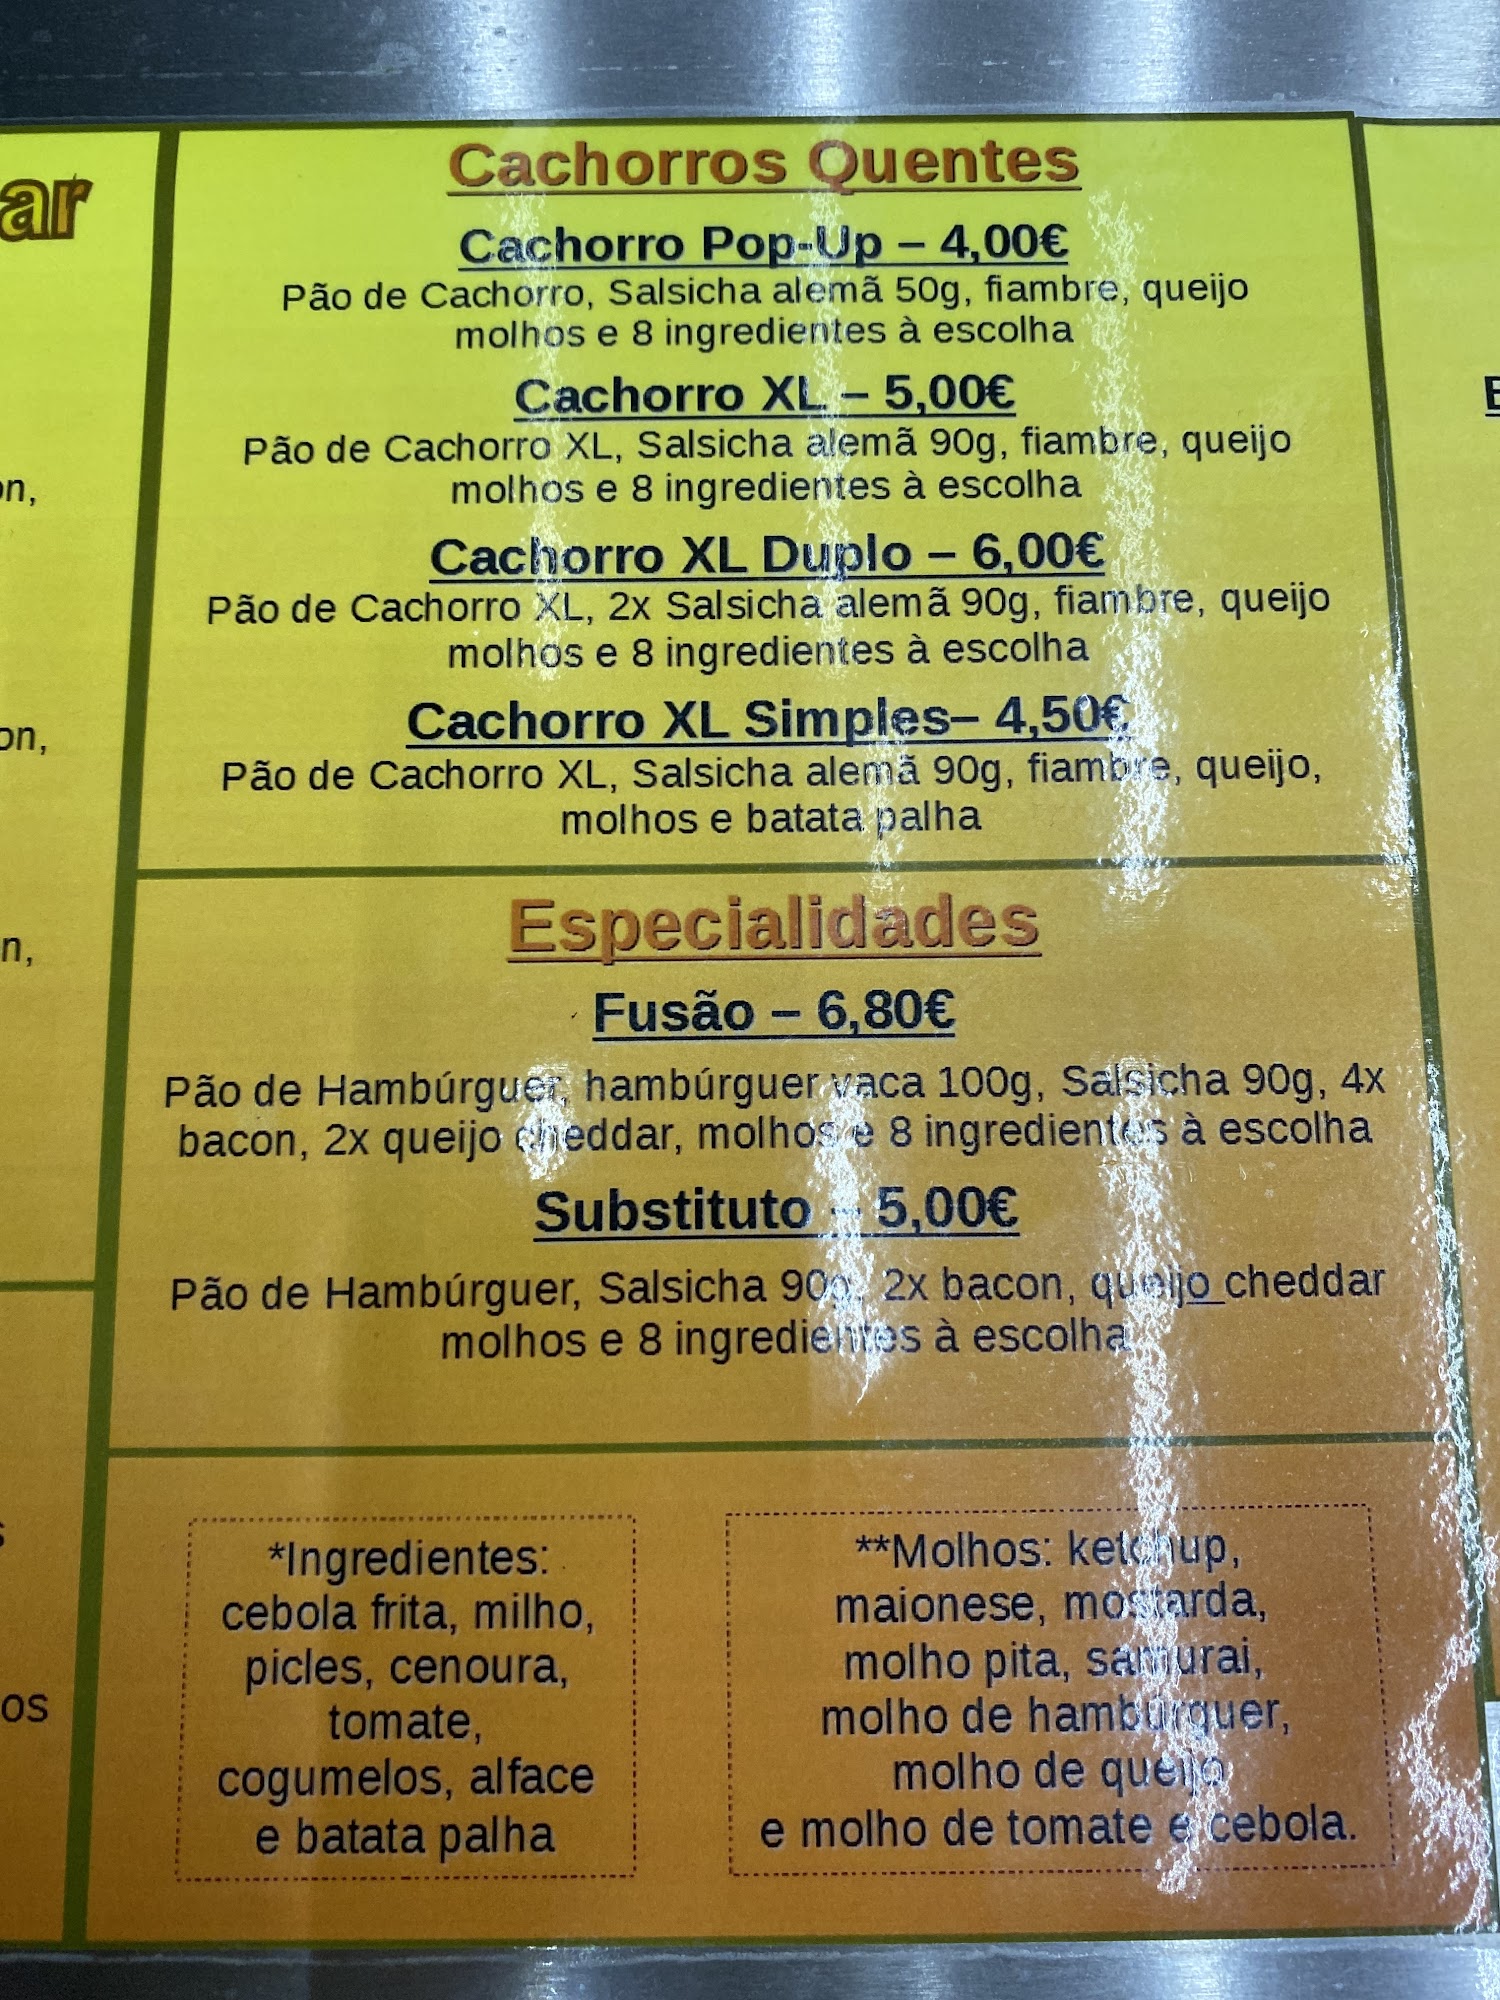 ar
on,
on,
n,
os
Cachorros Quentes
Cachorro Pop-Up – 4,00€
Pão de Cachorro, Salsicha alemã 50g, fiambre, queijo
molhos e 8 ingredientes à escolha
Cachorro XL – 5,00€
Pão de Cachorro XL, Salsicha alemã 90g, fiambre, queijo
molhos e 8 ingredientes à escolha
Cachorro XL Duplo – 6,00€
Pão de Cachorro XL, 2x Salsicha alemã 90g, fiambre, queijo
molhos e 8 ingredientes à escolha
Cachorro XL Simples– 4,50€
Pão de Cachorro XL, Salsicha alemã 90g, fiambre, queijo,
molhos e batata palha
Especialidades
Fusão – 6,80€
Pão de Hambúrguer, hambúrguer vaca 100g, Salsicha 90g, 4x
bacon, 2x queijo cheddar, molhos e 8 ingredientes à escolha
Substituto – 5,00€
Pão de Hambúrguer, Salsicha 90g, 2x bacon, queijo cheddar
molhos e 8 ingredientes à escolha
*Ingredientes:
cebola frita, milho,
picles, cenoura,
tomate,
cogumelos, alface
e batata palha
**Molhos: ketchup,
maionese, mostarda,
molho pita, samurai,
molho de hambúrguer,
molho de queijo
e molho de tomate e cebola.